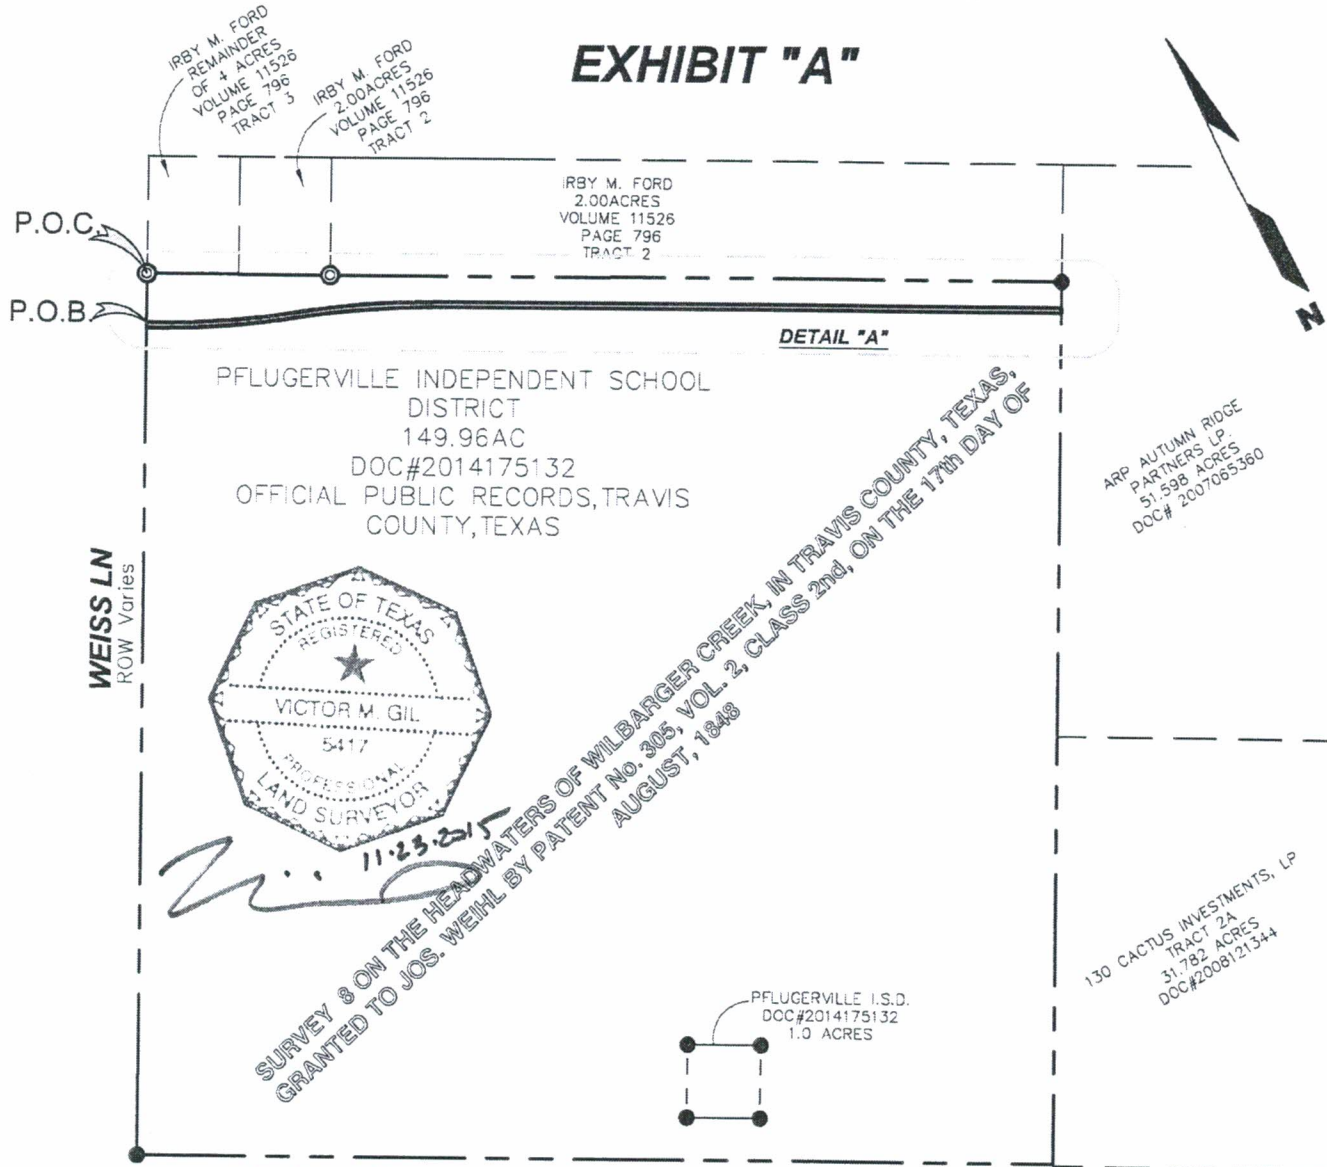 EXHIBIT "A"
IRBY M. FORD
REMAINDER
OF 4 ACRES
VOLUME 11526
PAGE 796
TRACT 3
IRBY M. FORD
2.00ACRES
VOLUME 11526
PAGE 796
TRACT 2
IRBY M. FORD
2.00ACRES
VOLUME 11526
PAGE 796
TRACT 2
P.O.C.
P.O.B.
N
DETAIL "A"
PFLUGERVILLE INDEPENDENT SCHOOL
DISTRICT
149.96AC
DOC#2014175132
OFFICIAL PUBLIC RECORDS,TRAVIS
COUNTY,TEXAS
ARP AUTUMN RIDGE
PARTNERS LP.
51.598 ACRES
DOC# 2007065360
WEISS LN
ROW Varies
STATE OF TEXAS
REGISTERED
VICTOR M. GIL
5417
PROFESSIONAL
LAND SURVEYOR
11.23.2015
SURVEY 8 ON THE HEADWATERS OF WILBARGER CREEK, IN TRAVIS COUNTY, TEXAS,
GRANTED TO JOS. WEIHL BY PATENT No. 305, VOL. 2, CLASS 2nd, ON THE 17th DAY OF
AUGUST, 1848
130 CACTUS INVESTMENTS, LP
TRACT 2A
31.782 ACRES
DOC#2008121344
PFLUGERVILLE I.S.D.
DOC#2014175132
1.0 ACRES